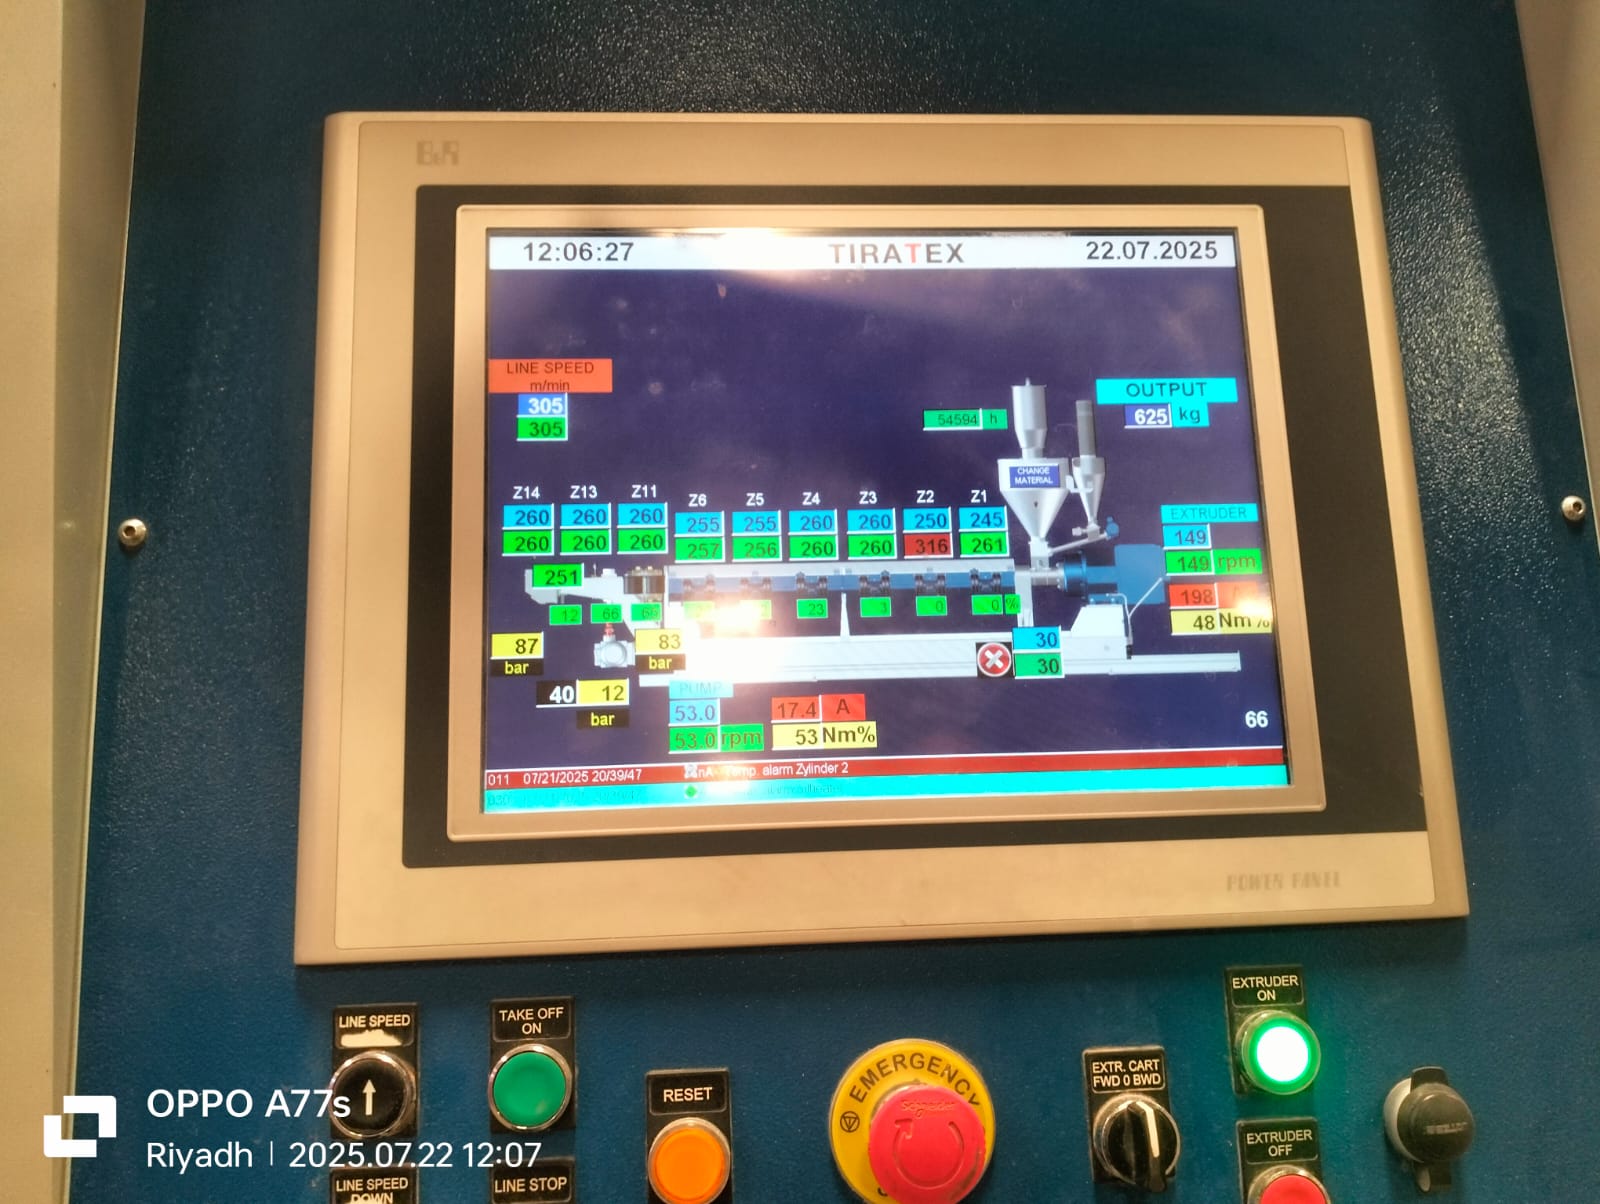 B&R
12:06:27 TIRATEX 22.07.2025
LINE SPEED
m/min
305
305
OUTPUT
625 kg
54594 h
CHANGE
MATERIAL
Z14 Z13 Z11 Z6 Z5 Z4 Z3 Z2 Z1
260 260 260 255 255 260 260 250 245
260 260 260 257 256 260 260 316 261
EXTRUDER
149
149 rpm
198
48 Nm%
251
12 66 23 3 0 0 %
87
bar
83
bar
30
30
40 12
bar
PUMP
53.0
53.0 rpm
17.4 A
53 Nm%
66
011 07/21/2025 20/39/47 Temp. alarm Zylinder 2
POWER PANEL
LINE SPEED
TAKE OFF
ON
RESET
EMERGENCY
Schneider
EXTR. CART
FWD 0 BWD
EXTRUDER
ON
EXTRUDER
OFF
LINE SPEED
DOWN
LINE STOP
OPPO A77s
Riyadh | 2025.07.22 12:07